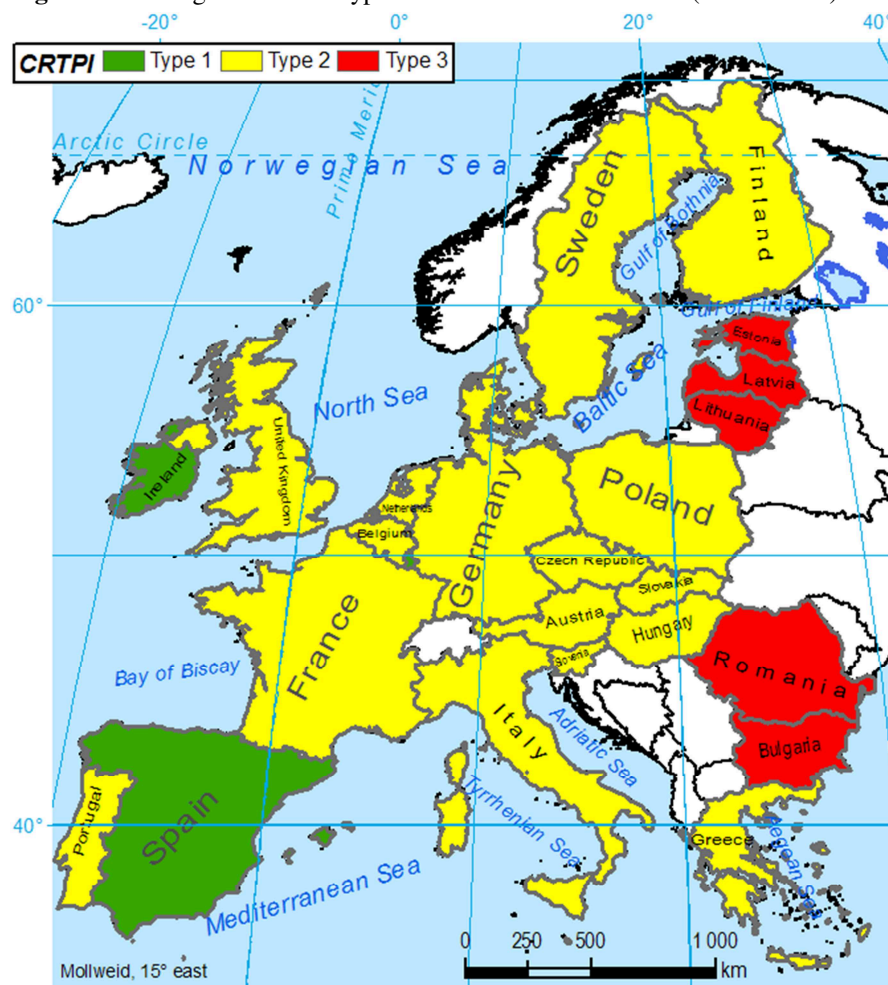 -20° 0° 20° 40°
CRTPI Type 1 Type 2 Type 3
Arctic Circle
Norwegian Sea
Prime Meri
Sweden
Finland
Gulf of Bothnia
60°
Gulf of Finland
Estonia
Latvia
Lithuania
Baltic Sea
North Sea
United Kingdom
Ireland
Netherlands
Belgium
Germany
Poland
Czech Republic
Slovakia
Austria
Hungary
Slovenia
France
Bay of Biscay
Romania
Bulgaria
Italy
Adriatic Sea
Tyrrhenian Sea
Portugal
Spain
40°
Greece
Aegean Sea
Mediterranean Sea
0 250 500 1 000
km
Mollweid, 15° east